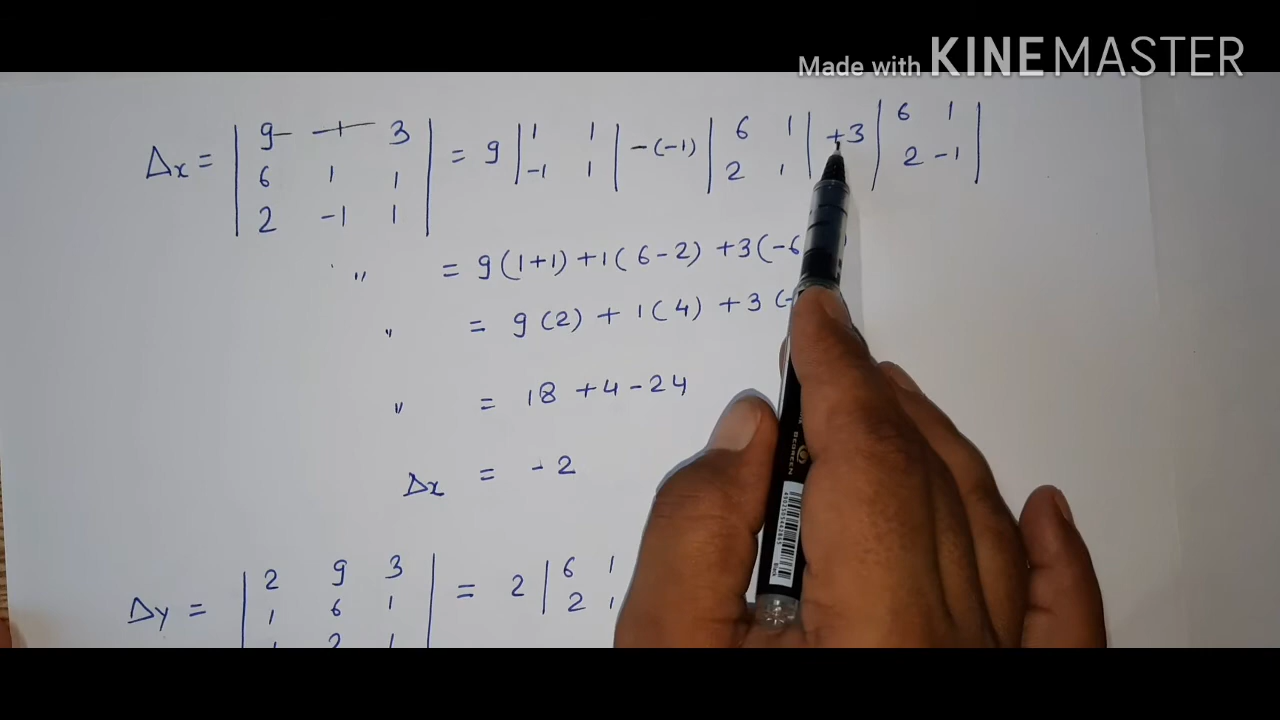 Made with KINEMASTER
Δx = | 9 -1 3 | = 9 | 1 1 | -(-1) | 6 1 | +3 | 6 1 |
| 6 1 1 | | -1 1 | | 2 1 | | 2 -1 |
| 2 -1 1 |
" = 9(1+1) +1(6-2) +3(-6
" = 9(2) + 1(4) +3(-
" = 18 +4 -24
Δx = -2
Δy = | 2 9 3 | = 2 | 6 1
| 1 6 1 | | 2 1
2 1